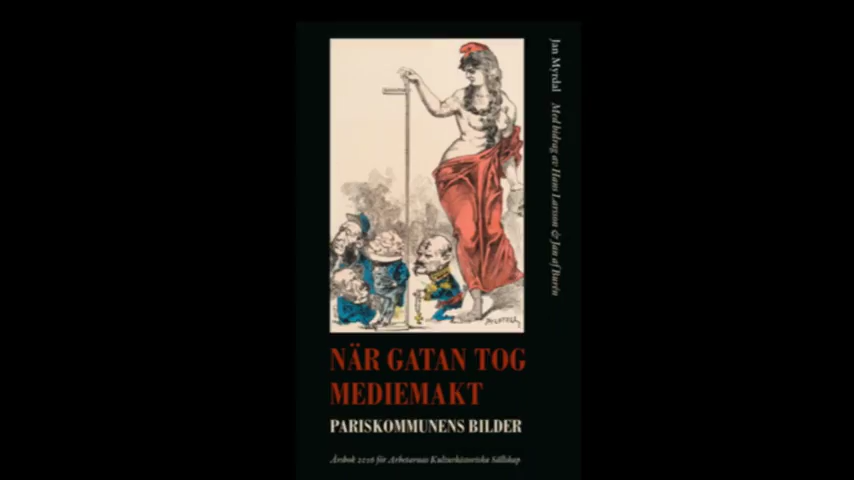 Jan Myrdal Med bidrag av Hans Larsson & Jan af Burén
NÄR GATAN TOG
MEDIEMAKT
PARISKOMMUNENS BILDER
Årsbok 2016 för Arbetarnas Kulturhistoriska Sällskap